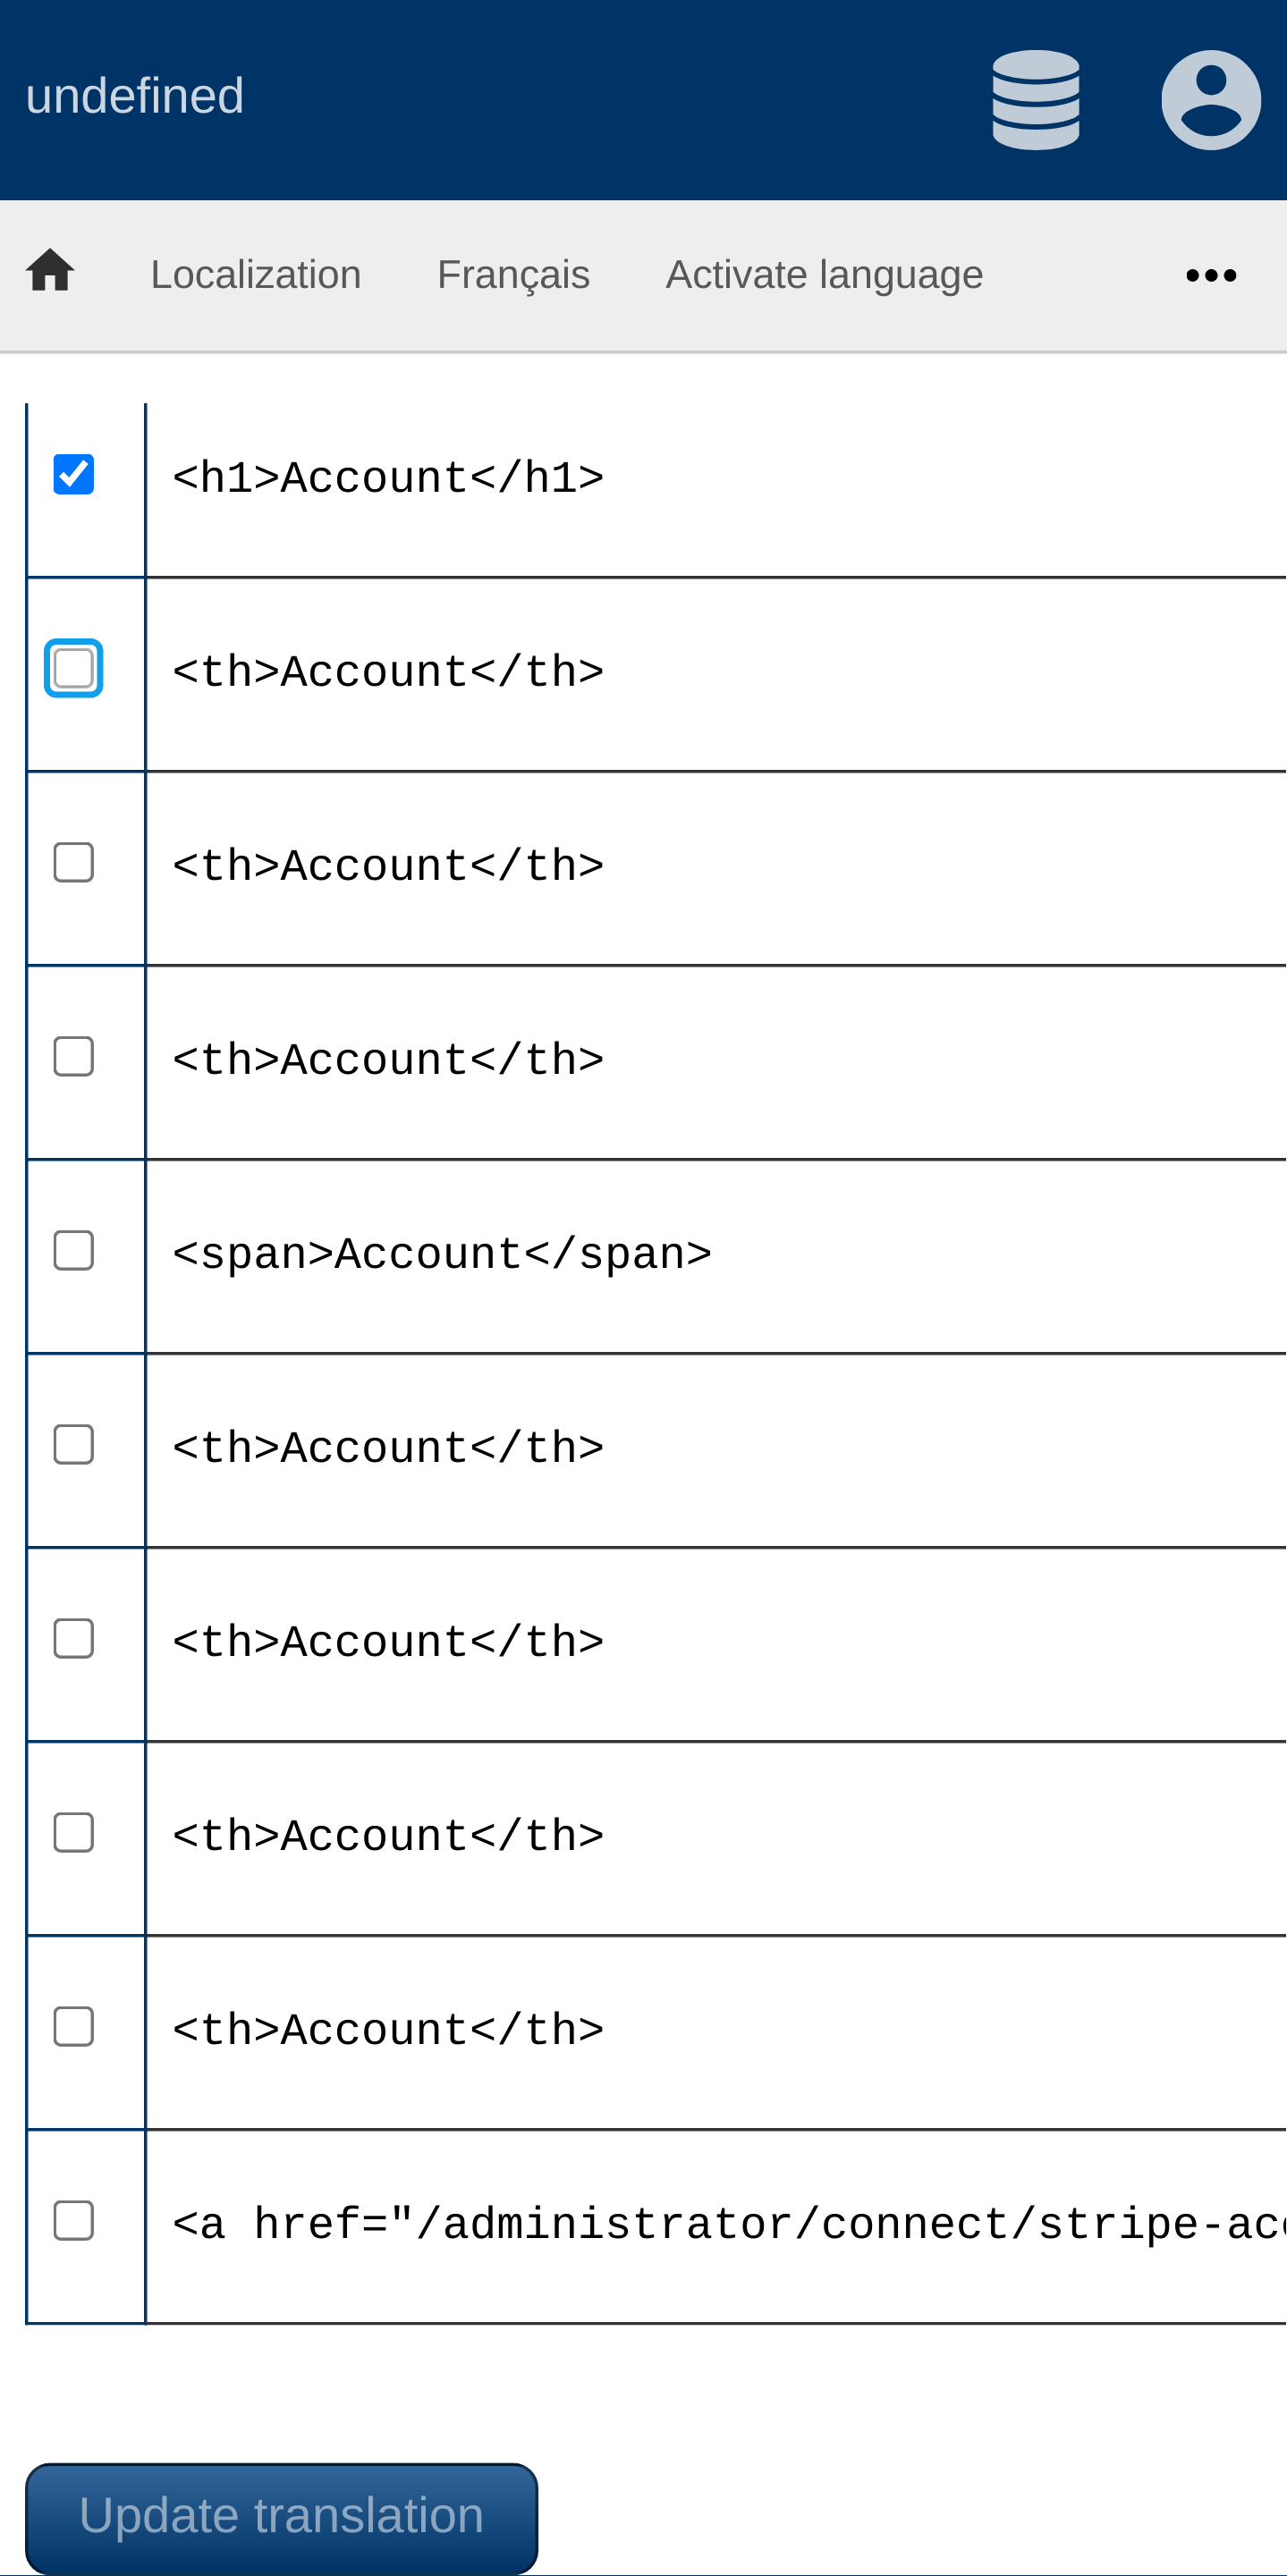 undefined
Localization Français Activate language
<h1>Account</h1>
<th>Account</th>
<th>Account</th>
<th>Account</th>
<span>Account</span>
<th>Account</th>
<th>Account</th>
<th>Account</th>
<th>Account</th>
<a href="/administrator/connect/stripe-acc
Update translation